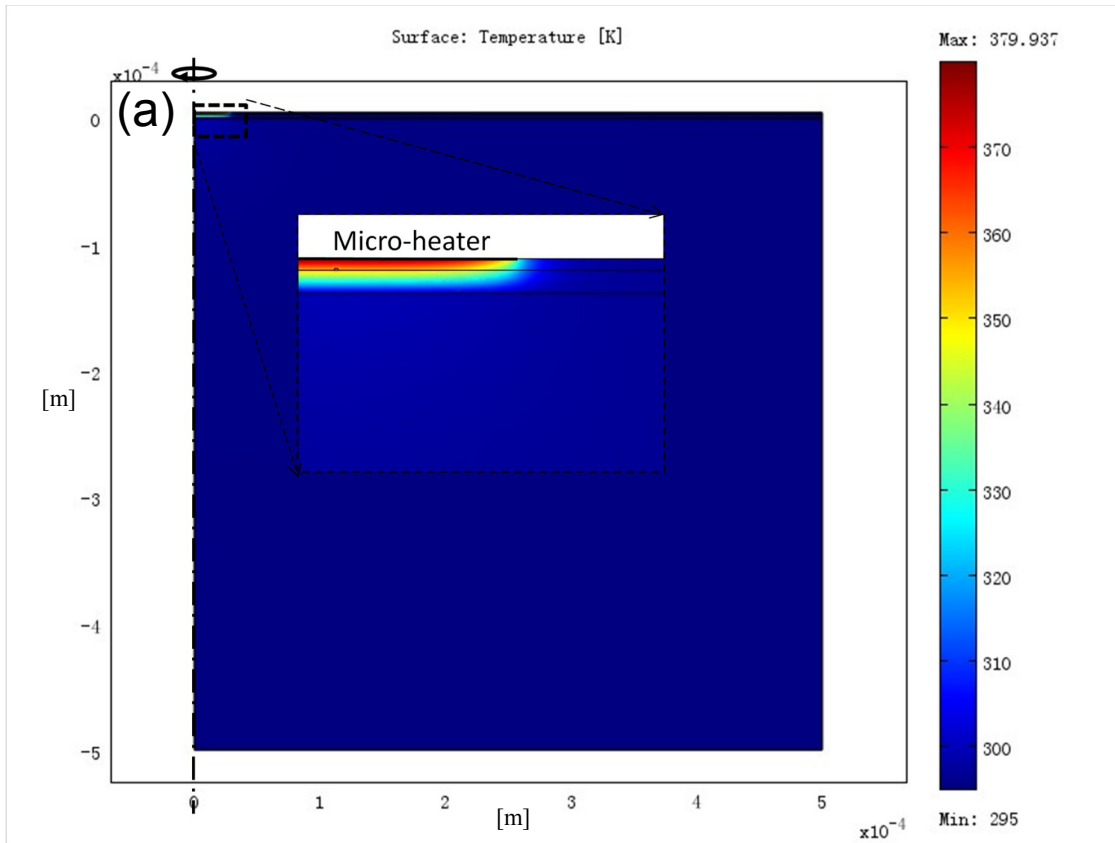 Surface: Temperature [K]
Max: 379.937
x10⁻⁴
(a)
0
-1
-2
-3
-4
-5
[m]
Micro-heater
370
360
350
340
330
320
310
300
Min: 295
0 1 2 3 4 5
[m]
x10⁻⁴